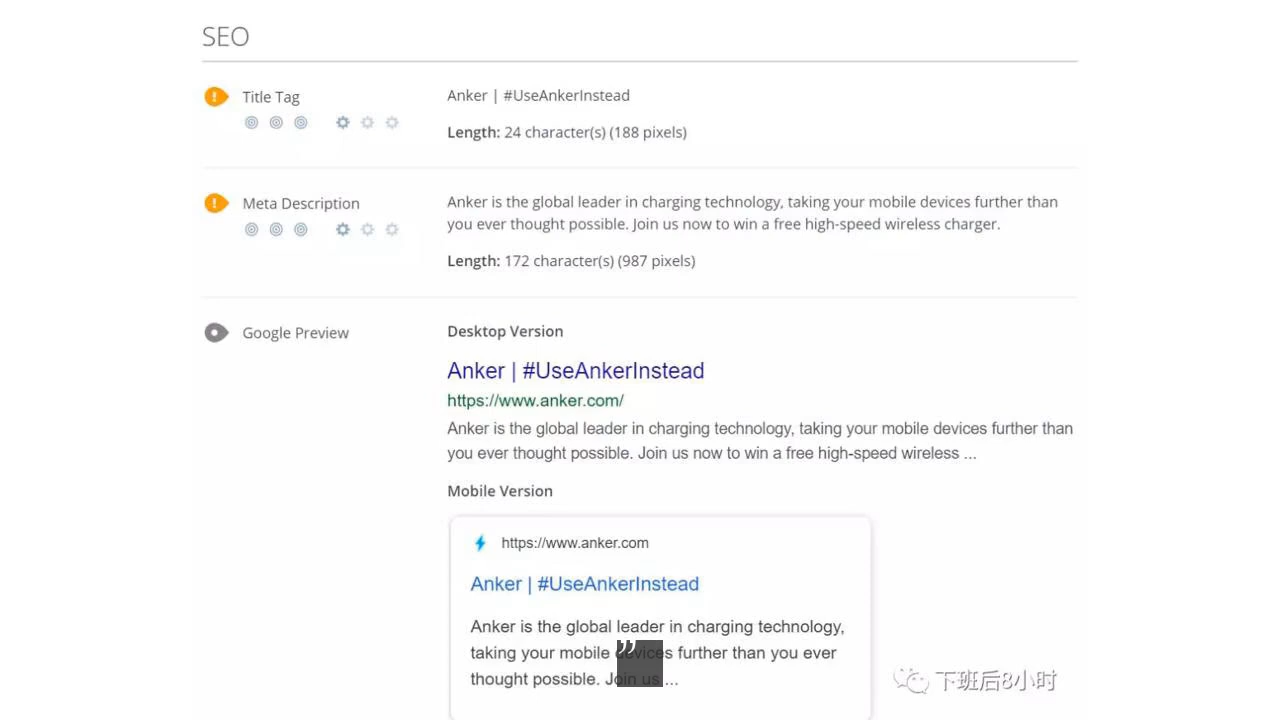 SEO
Title Tag
Anker | #UseAnkerInstead
Length: 24 character(s) (188 pixels)
Meta Description
Anker is the global leader in charging technology, taking your mobile devices further than
you ever thought possible. Join us now to win a free high-speed wireless charger.
Length: 172 character(s) (987 pixels)
Google Preview
Desktop Version
Anker | #UseAnkerInstead
https://www.anker.com/
Anker is the global leader in charging technology, taking your mobile devices further than
you ever thought possible. Join us now to win a free high-speed wireless ...
Mobile Version
https://www.anker.com
Anker | #UseAnkerInstead
Anker is the global leader in charging technology,
taking your mobile devices further than you ever
thought possible. Join us ...
”
下班后8小时